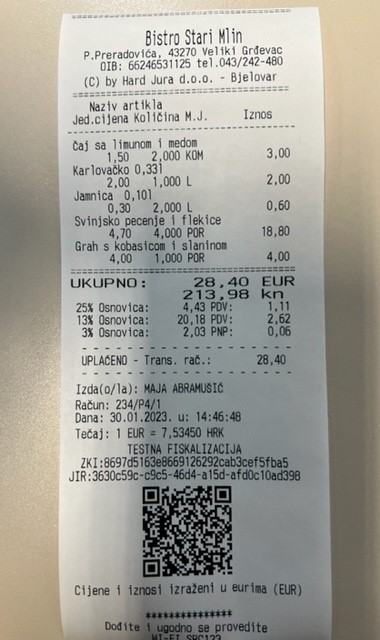 Bistro Stari Mlin
P.Preradovića, 43270 Veliki Grđevac
OIB: 66246531125 tel.043/242-480
(C) by Hard Jura d.o.o. - Bjelovar
Naziv artikla
Jed.cijena Količina M.J. Iznos
čaj sa limunom i medom
1,50 2,000 KOM 3,00
Karlovačko 0,33l
2,00 1,000 L 2,00
Jamnica 0,10l
0,30 2,000 L 0,60
Svinjsko pecenje i flekice
4,70 4,000 POR 18,80
Grah s kobasicom i slaninom
4,00 1,000 POR 4,00
UKUPNO: 28,40 EUR
213,98 kn
25% Osnovica: 4,43 PDV: 1,11
13% Osnovica: 20,18 PDV: 2,62
3% Osnovica: 2,03 PNP: 0,06
UPLAĆENO - Trans. rač.: 28,40
Izda(o/la): MAJA ABRAMUŠIĆ
Račun: 234/P4/1
Dana: 30.01.2023. u: 14:46:48
Tečaj: 1 EUR = 7,53450 HRK
TESTNA FISKALIZACIJA
ZKI:8697d5163e8669126292cab3cef5fba5
JIR:3630c59c-c9c5-46d4-a15d-afd0c10ad398
Cijene i iznosi izraženi u eurima (EUR)
***************
Dođite i ugodno se provedite
WI-FI SRC123